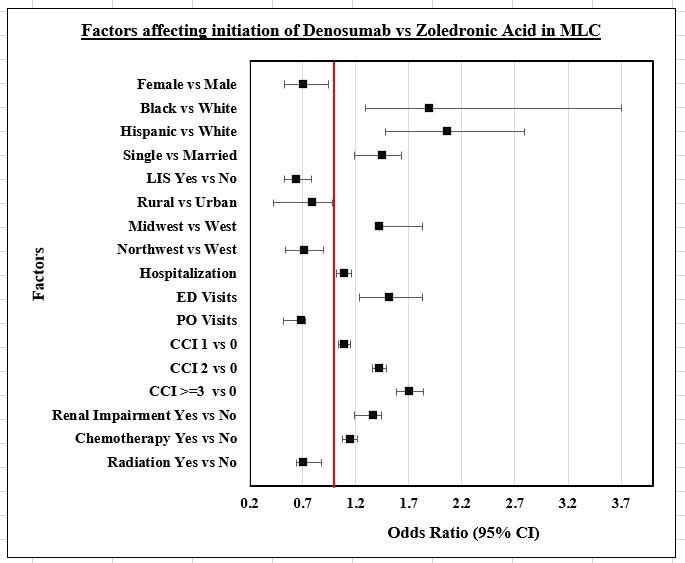 Factors affecting initiation of Denosumab vs Zoledronic Acid in MLC
Female vs Male
Black vs White
Hispanic vs White
Single vs Married
LIS Yes vs No
Rural vs Urban
Midwest vs West
Northwest vs West
Hospitalization
ED Visits
PO Visits
CCI 1 vs 0
CCI 2 vs 0
CCI >=3 vs 0
Renal Impairment Yes vs No
Chemotherapy Yes vs No
Radiation Yes vs No
Factors
0.2 0.7 1.2 1.7 2.2 2.7 3.2 3.7
Odds Ratio (95% CI)